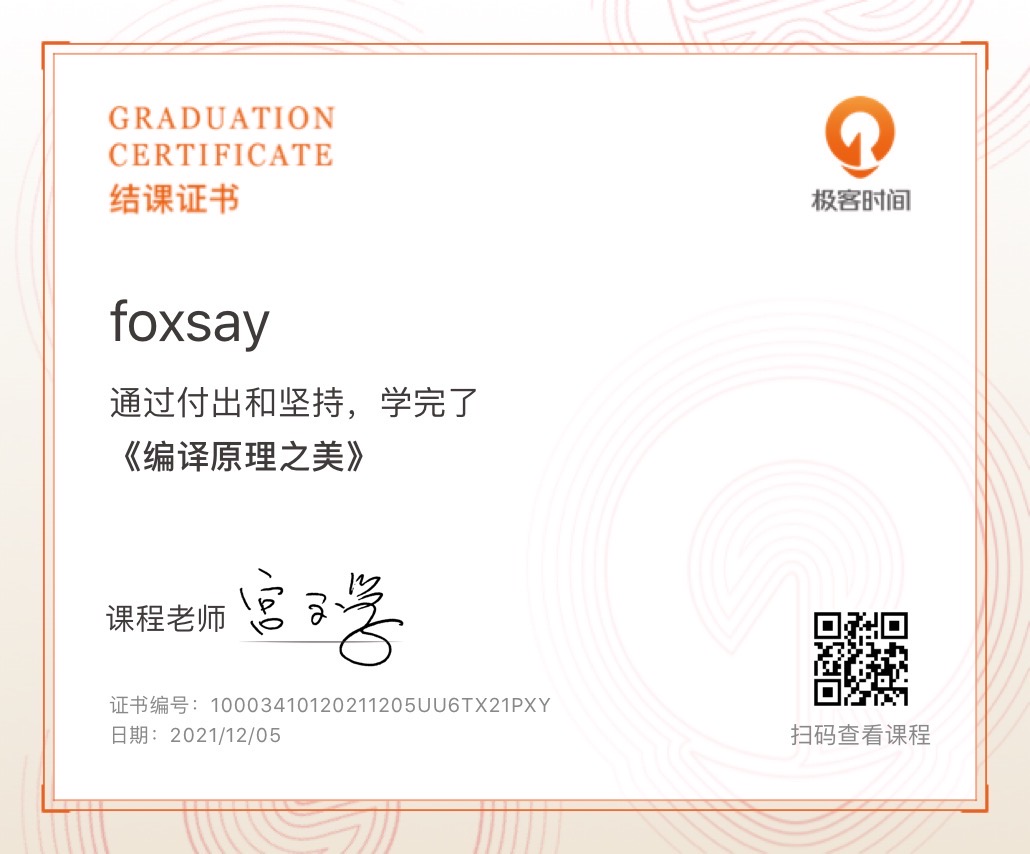 GRADUATION
CERTIFICATE
结课证书
极客时间
foxsay
通过付出和坚持，学完了
《编译原理之美》
课程老师 宫文学
证书编号：10003410120211205UU6TX21PXY
日期：2021/12/05
扫码查看课程